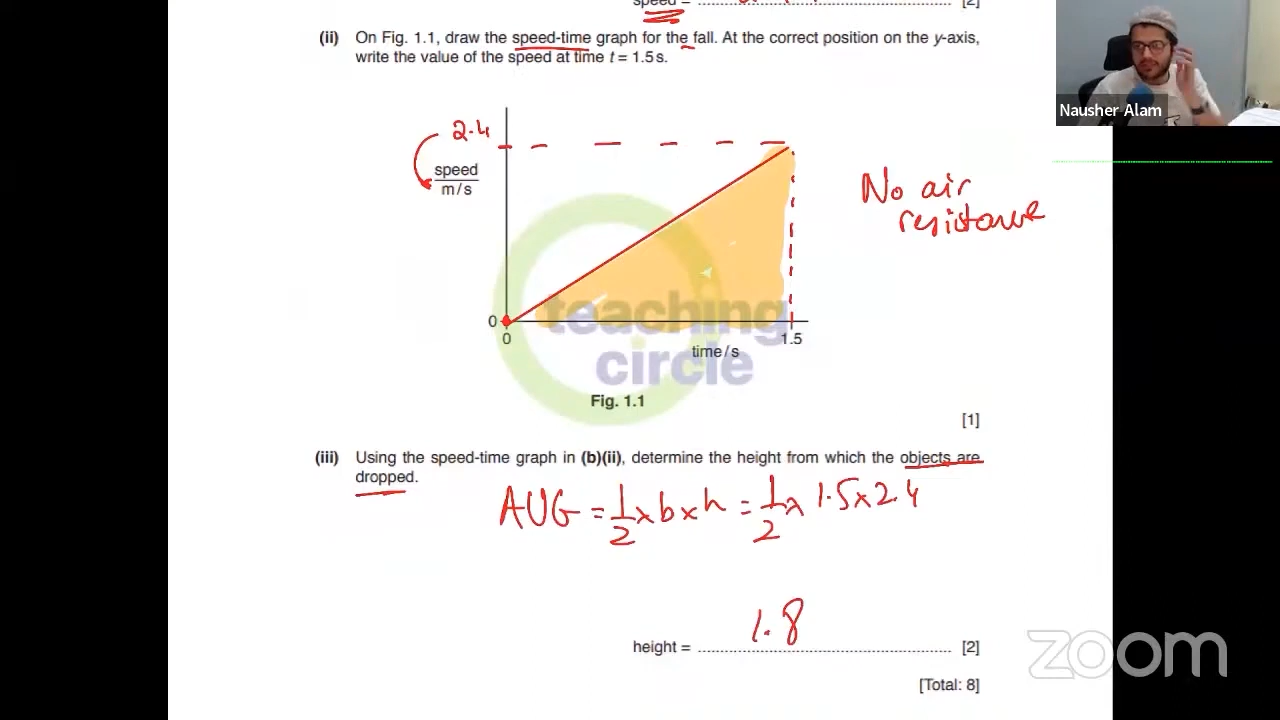 speed = .......... [2]
(ii) On Fig. 1.1, draw the speed-time graph for the fall. At the correct position on the y-axis,
write the value of the speed at time t = 1.5 s.
Nausher Alam
2.4
speed
m/s
No air
resistance
0
0
1.5
time/s
teaching
circle
Fig. 1.1
[1]
(iii) Using the speed-time graph in (b)(ii), determine the height from which the objects are
dropped.
AUG = 1/2 x b x h = 1/2 x 1.5 x 2.4
1.8
height = .......... [2]
zoom
[Total: 8]